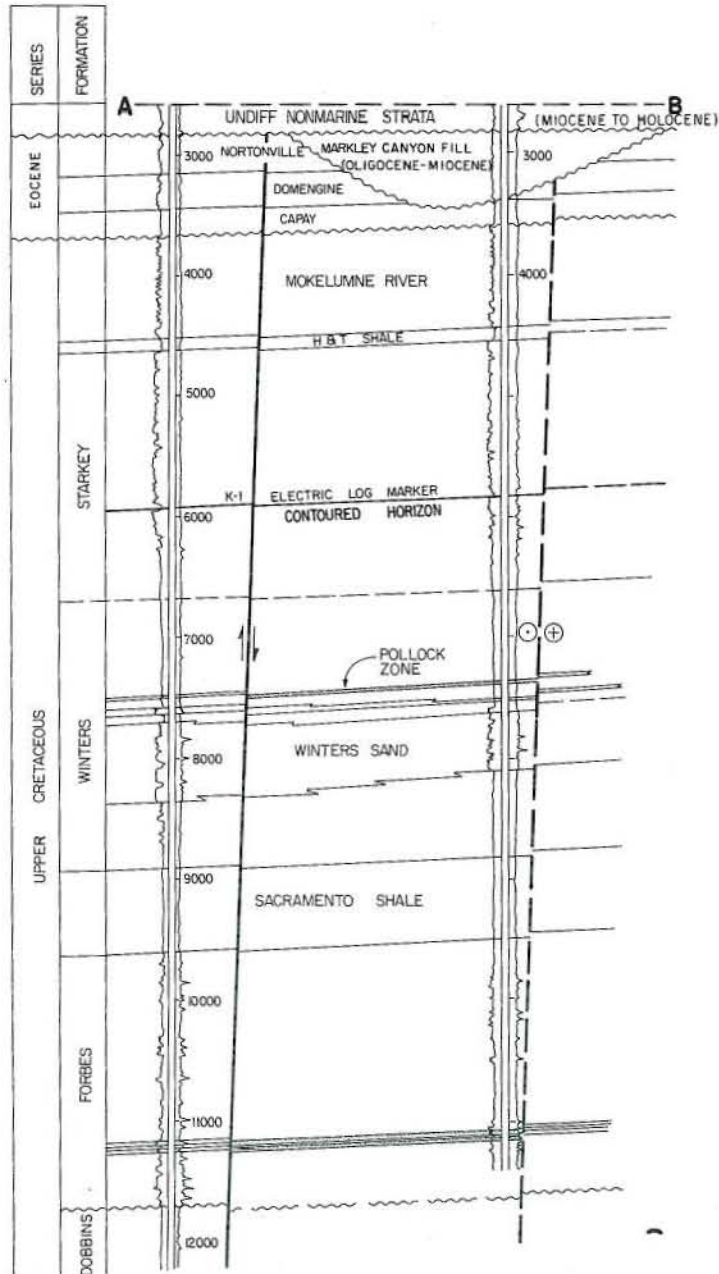 SERIES
FORMATION
A
B
UNDIFF NONMARINE STRATA
(MIOCENE TO HOLOCENE)
EOCENE
3000
NORTONVILLE
MARKLEY CANYON FILL
(OLIGOCENE-MIOCENE)
3000
DOMENGINE
CAPAY
4000
MOKELUMNE RIVER
4000
H & T SHALE
5000
STARKEY
K-1 ELECTRIC LOG MARKER
6000
CONTOURED HORIZON
7000
POLLOCK
ZONE
UPPER CRETACEOUS
WINTERS
WINTERS SAND
8000
9000
SACRAMENTO SHALE
10000
FORBES
11000
DOBBINS
12000